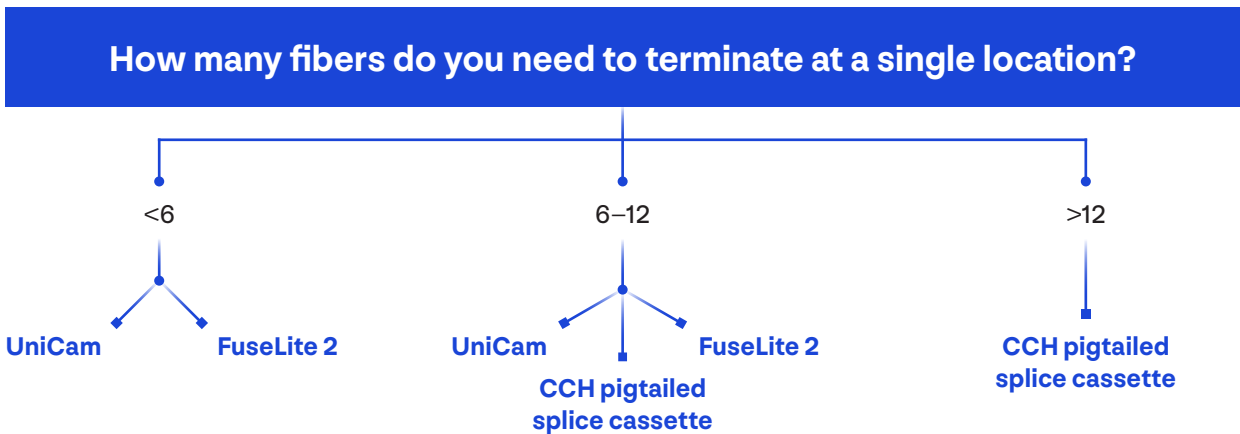 How many fibers do you need to terminate at a single location?
<6
6–12
>12
UniCam
FuseLite 2
UniCam
CCH pigtailed
splice cassette
FuseLite 2
CCH pigtailed
splice cassette